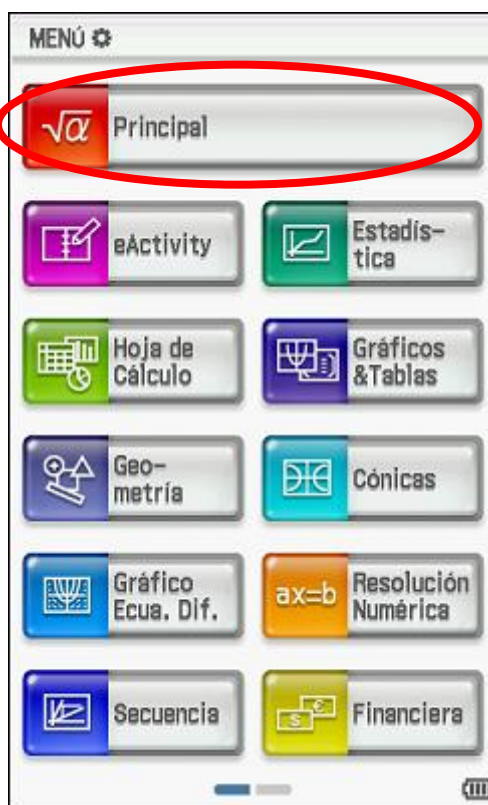 MENÚ
√α Principal
eActivity
Estadís-
tica
Hoja de
Cálculo
Gráficos
&Tablas
Geo-
metría
Cónicas
Gráfico
Ecua. Dif.
ax=b
Resolución
Numérica
Secuencia
$ €
Financiera